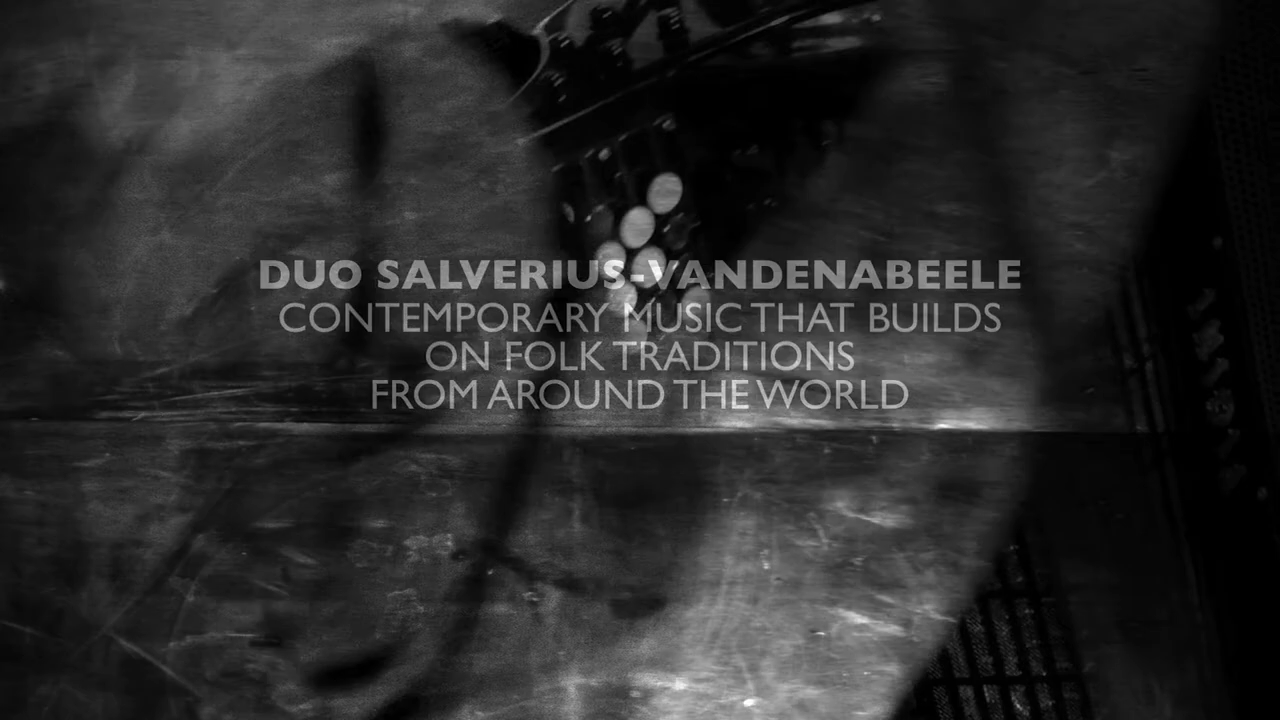 DUO SALVERIUS-VANDENABEELE
CONTEMPORARY MUSIC THAT BUILDS
ON FOLK TRADITIONS
FROM AROUND THE WORLD